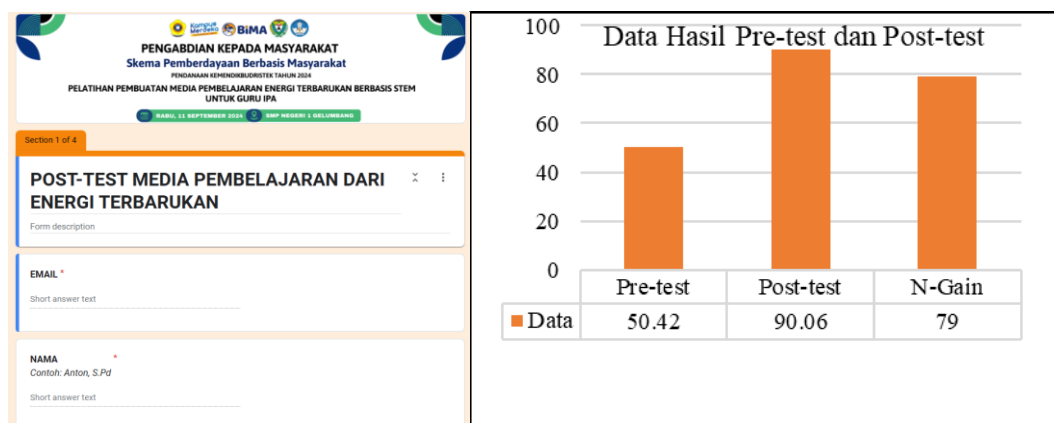 Kampus Merdeka BiMA
PENGABDIAN KEPADA MASYARAKAT
Skema Pemberdayaan Berbasis Masyarakat
PENDANAAN KEMENDIKBUDRISTEK TAHUN 2024
PELATIHAN PEMBUATAN MEDIA PEMBELAJARAN ENERGI TERBARUKAN BERBASIS STEM
UNTUK GURU IPA
RABU, 11 SEPTEMBER 2024 SMP NEGERI 1 GELUMBANG
Section 1 of 4
POST-TEST MEDIA PEMBELAJARAN DARI
ENERGI TERBARUKAN
Form description
EMAIL *
Short answer text
NAMA *
Contoh: Anton, S.Pd
Short answer text
Data Hasil Pre-test dan Post-test
100
80
60
40
20
0
Pre-test Post-test N-Gain
Data 50.42 90.06 79